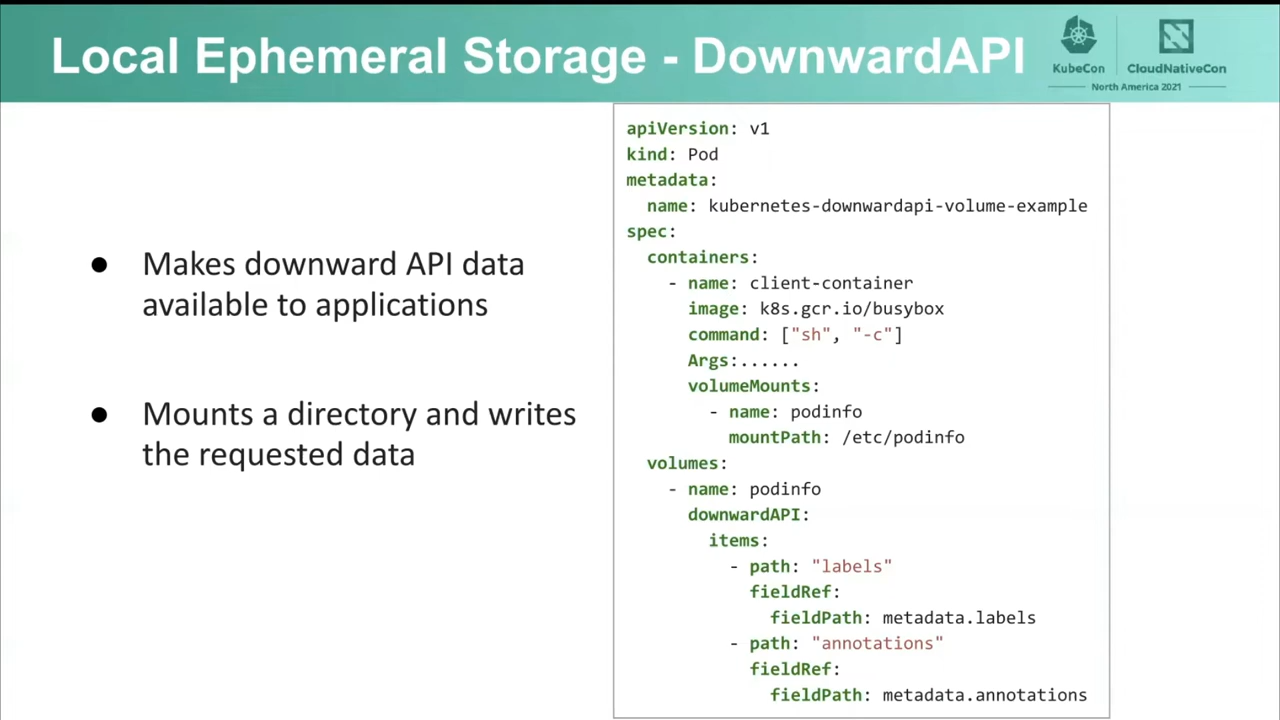 Local Ephemeral Storage - DownwardAPI
KubeCon
CloudNativeCon
North America 2021
● Makes downward API data
available to applications
● Mounts a directory and writes
the requested data
apiVersion: v1
kind: Pod
metadata:
  name: kubernetes-downwardapi-volume-example
spec:
  containers:
    - name: client-container
      image: k8s.gcr.io/busybox
      command: ["sh", "-c"]
      Args:......
      volumeMounts:
        - name: podinfo
          mountPath: /etc/podinfo
  volumes:
    - name: podinfo
      downwardAPI:
        items:
          - path: "labels"
            fieldRef:
              fieldPath: metadata.labels
          - path: "annotations"
            fieldRef:
              fieldPath: metadata.annotations